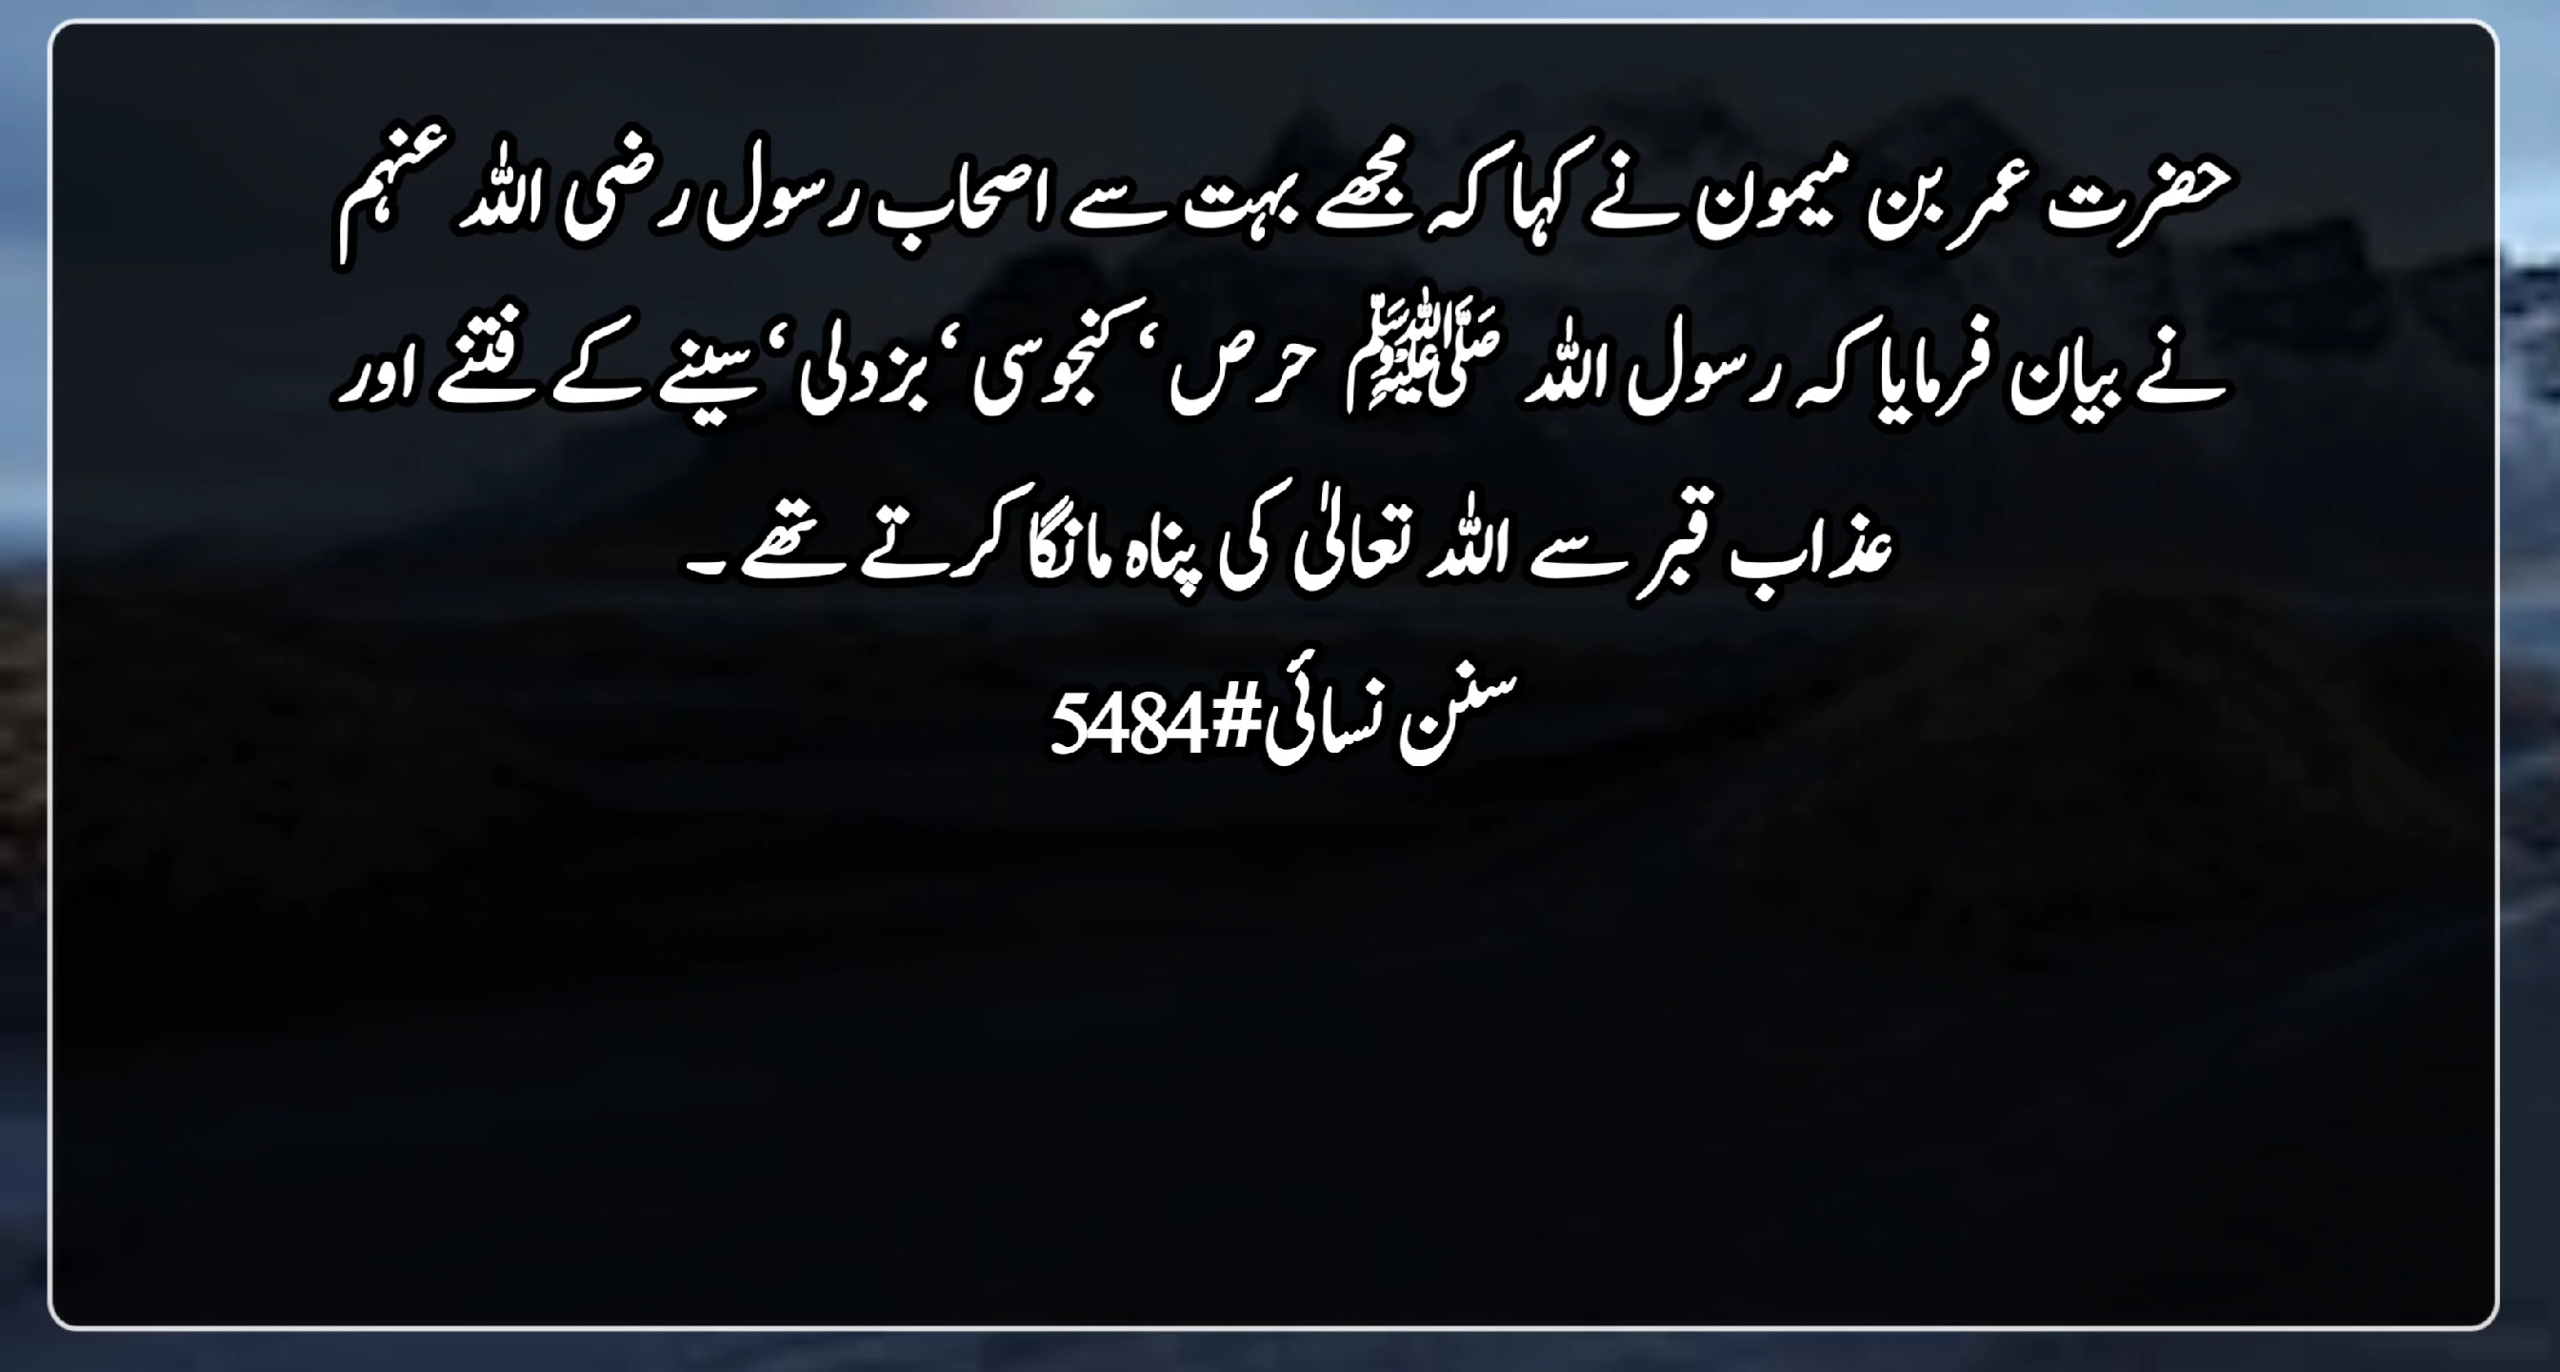 حضرت عمر بن میمون نے کہا کہ مجھے بہت سے اصحاب رسول رضی اللہ عنہم
نے بیان فرمایا کہ رسول اللہ ﷺ حرص ‘ کنجوسی ‘ بزدلی ‘ سینے کے فتنے اور
عذاب قبر سے اللہ تعالیٰ کی پناہ مانگا کرتے تھے ۔
سنن نسائی#5484